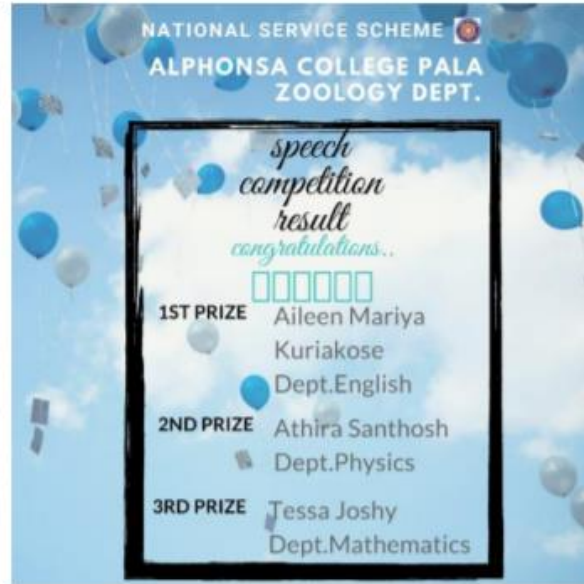 NATIONAL SERVICE SCHEME
ALPHONSA COLLEGE PALA
ZOOLOGY DEPT.
speech
competition
result
congratulations..
▯▯▯▯▯▯
1ST PRIZE Aileen Mariya
Kuriakose
Dept.English
2ND PRIZE Athira Santhosh
Dept.Physics
3RD PRIZE Tessa Joshy
Dept.Mathematics